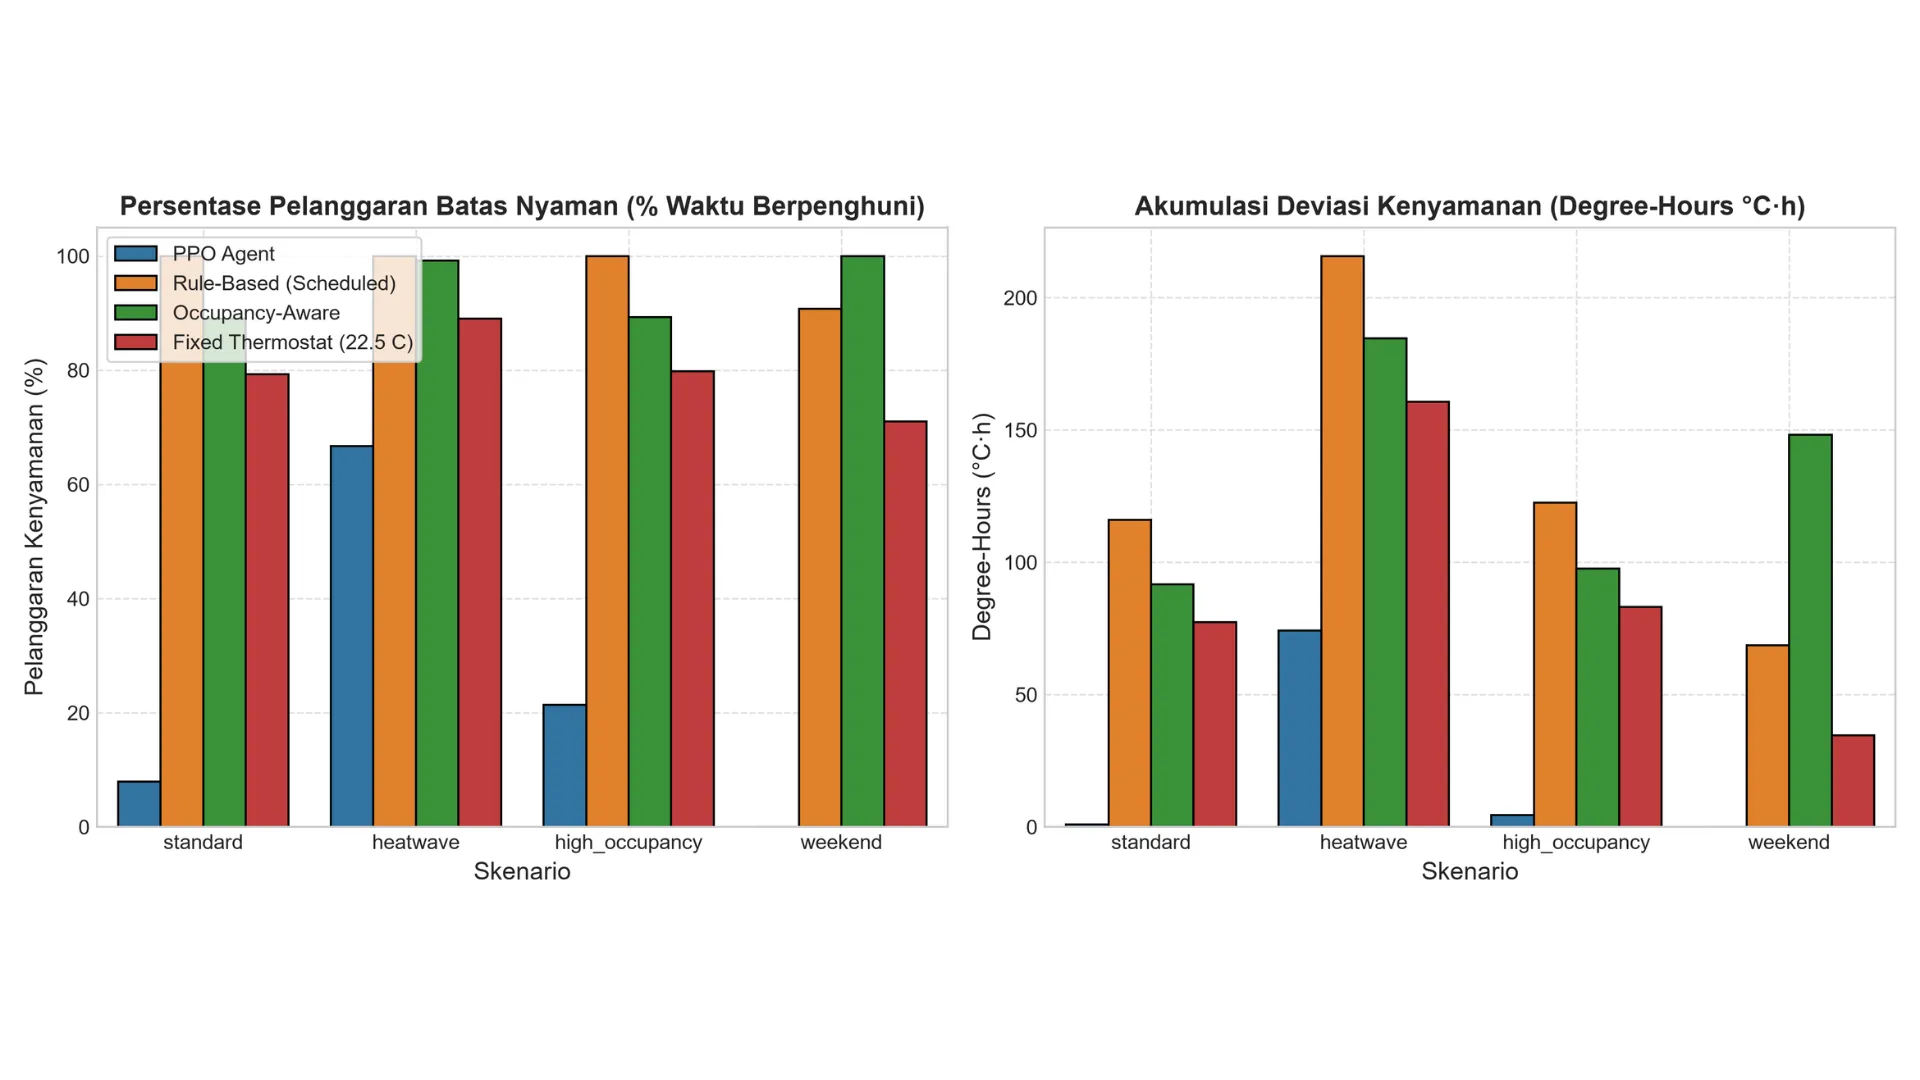 Persentase Pelanggaran Batas Nyaman (% Waktu Berpenghuni)
PPO Agent
Rule-Based (Scheduled)
Occupancy-Aware
Fixed Thermostat (22.5 C)
Pelanggaran Kenyamanan (%)
100
80
60
40
20
0
standard
heatwave
high_occupancy
weekend
Skenario
Akumulasi Deviasi Kenyamanan (Degree-Hours °C·h)
Degree-Hours (°C·h)
200
150
100
50
0
standard
heatwave
high_occupancy
weekend
Skenario